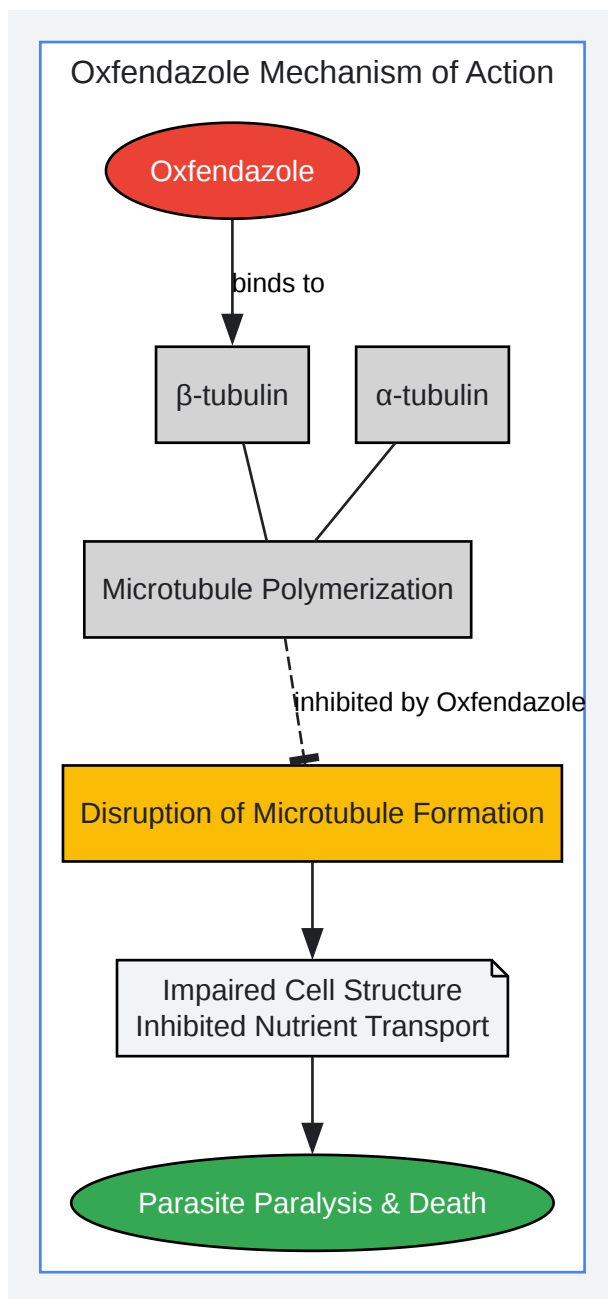 Oxfendazole Mechanism of Action
Oxfendazole
binds to
β-tubulin
α-tubulin
Microtubule Polymerization
inhibited by Oxfendazole
Disruption of Microtubule Formation
Impaired Cell Structure
Inhibited Nutrient Transport
Parasite Paralysis & Death